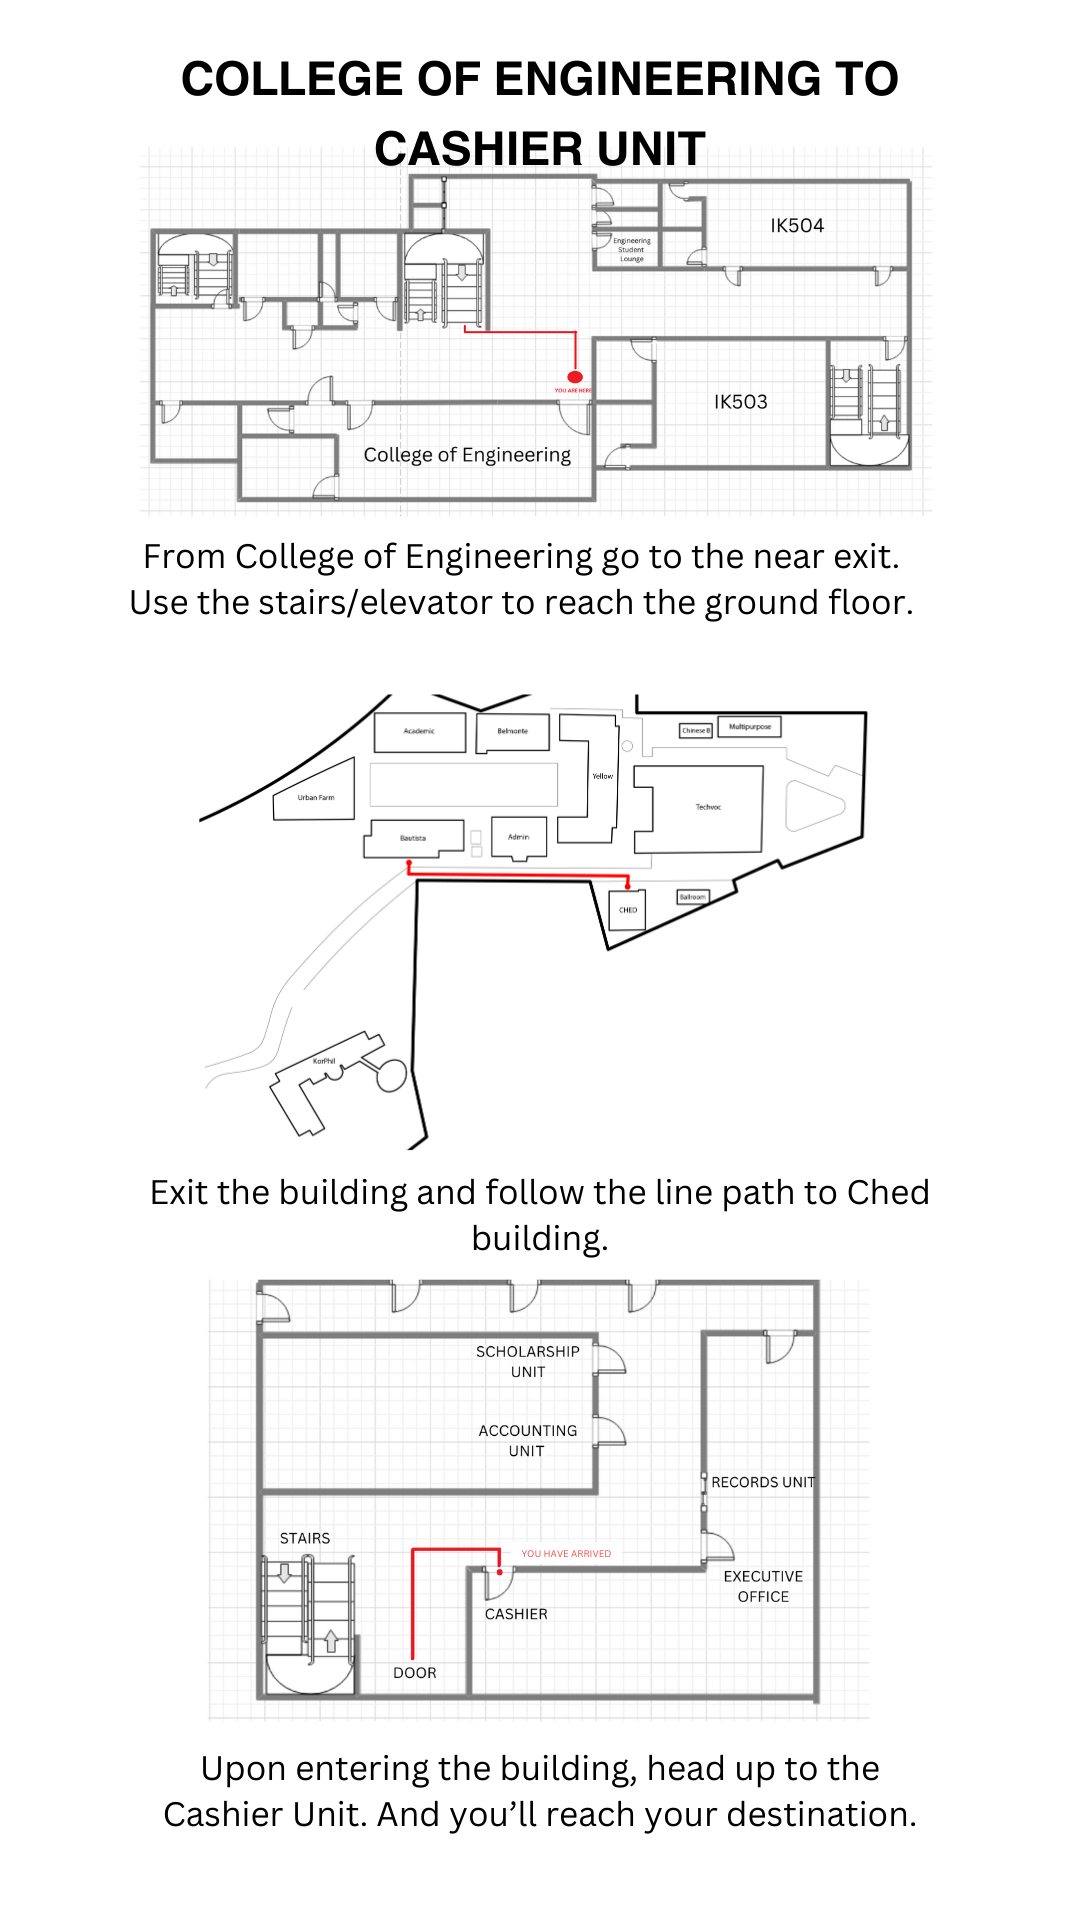 COLLEGE OF ENGINEERING TO
CASHIER UNIT
IK504
Engineering
Student
Lounge
YOU ARE HERE
IK503
College of Engineering
From College of Engineering go to the near exit.
Use the stairs/elevator to reach the ground floor.
Academic
Belmonte
Chinese B
Multipurpose
Yellow
Urban Farm
Techvoc
Bautista
Admin
CHED
Ballroom
KorPhil
Exit the building and follow the line path to Ched
building.
SCHOLARSHIP
UNIT
ACCOUNTING
UNIT
RECORDS UNIT
STAIRS
YOU HAVE ARRIVED
EXECUTIVE
OFFICE
CASHIER
DOOR
Upon entering the building, head up to the
Cashier Unit. And you’ll reach your destination.